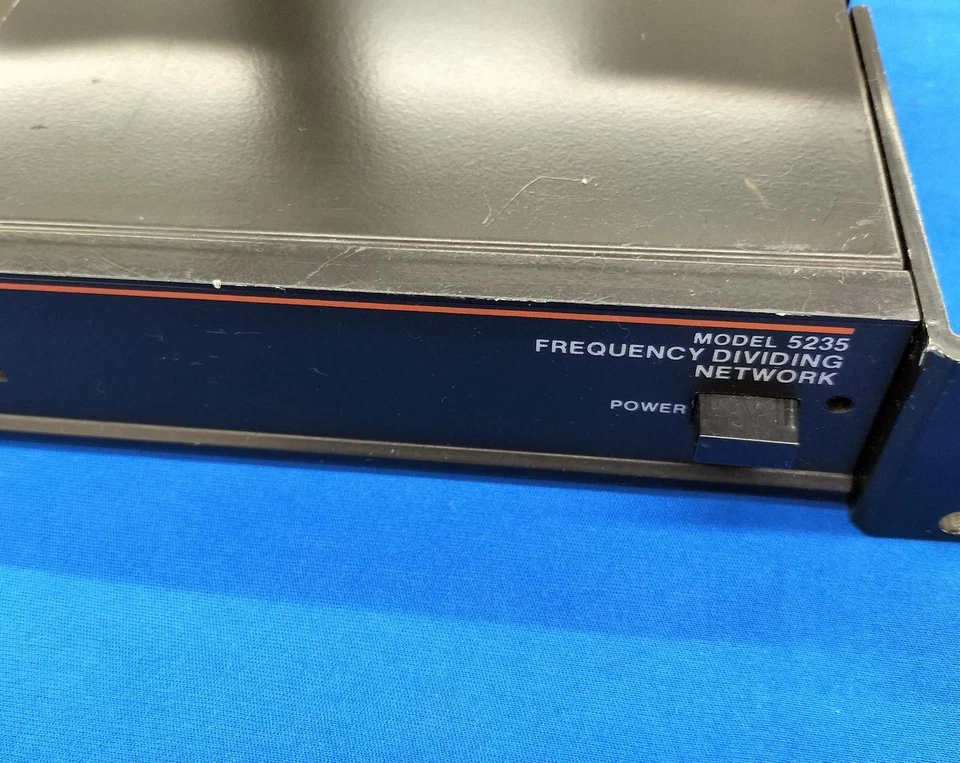 MODEL 5235
FREQUENCY DIVIDING
NETWORK
POWER